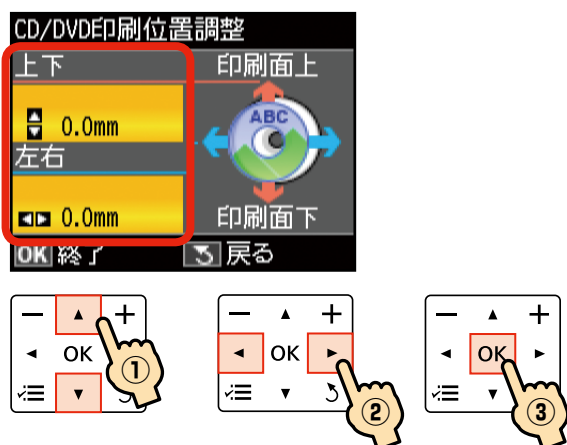 CD/DVD印刷位置調整
上下
印刷面上
0.0mm
ABC
左右
0.0mm
印刷面下
OK 終了
戻る
− +
OK
①
− +
OK
②
− +
OK
③